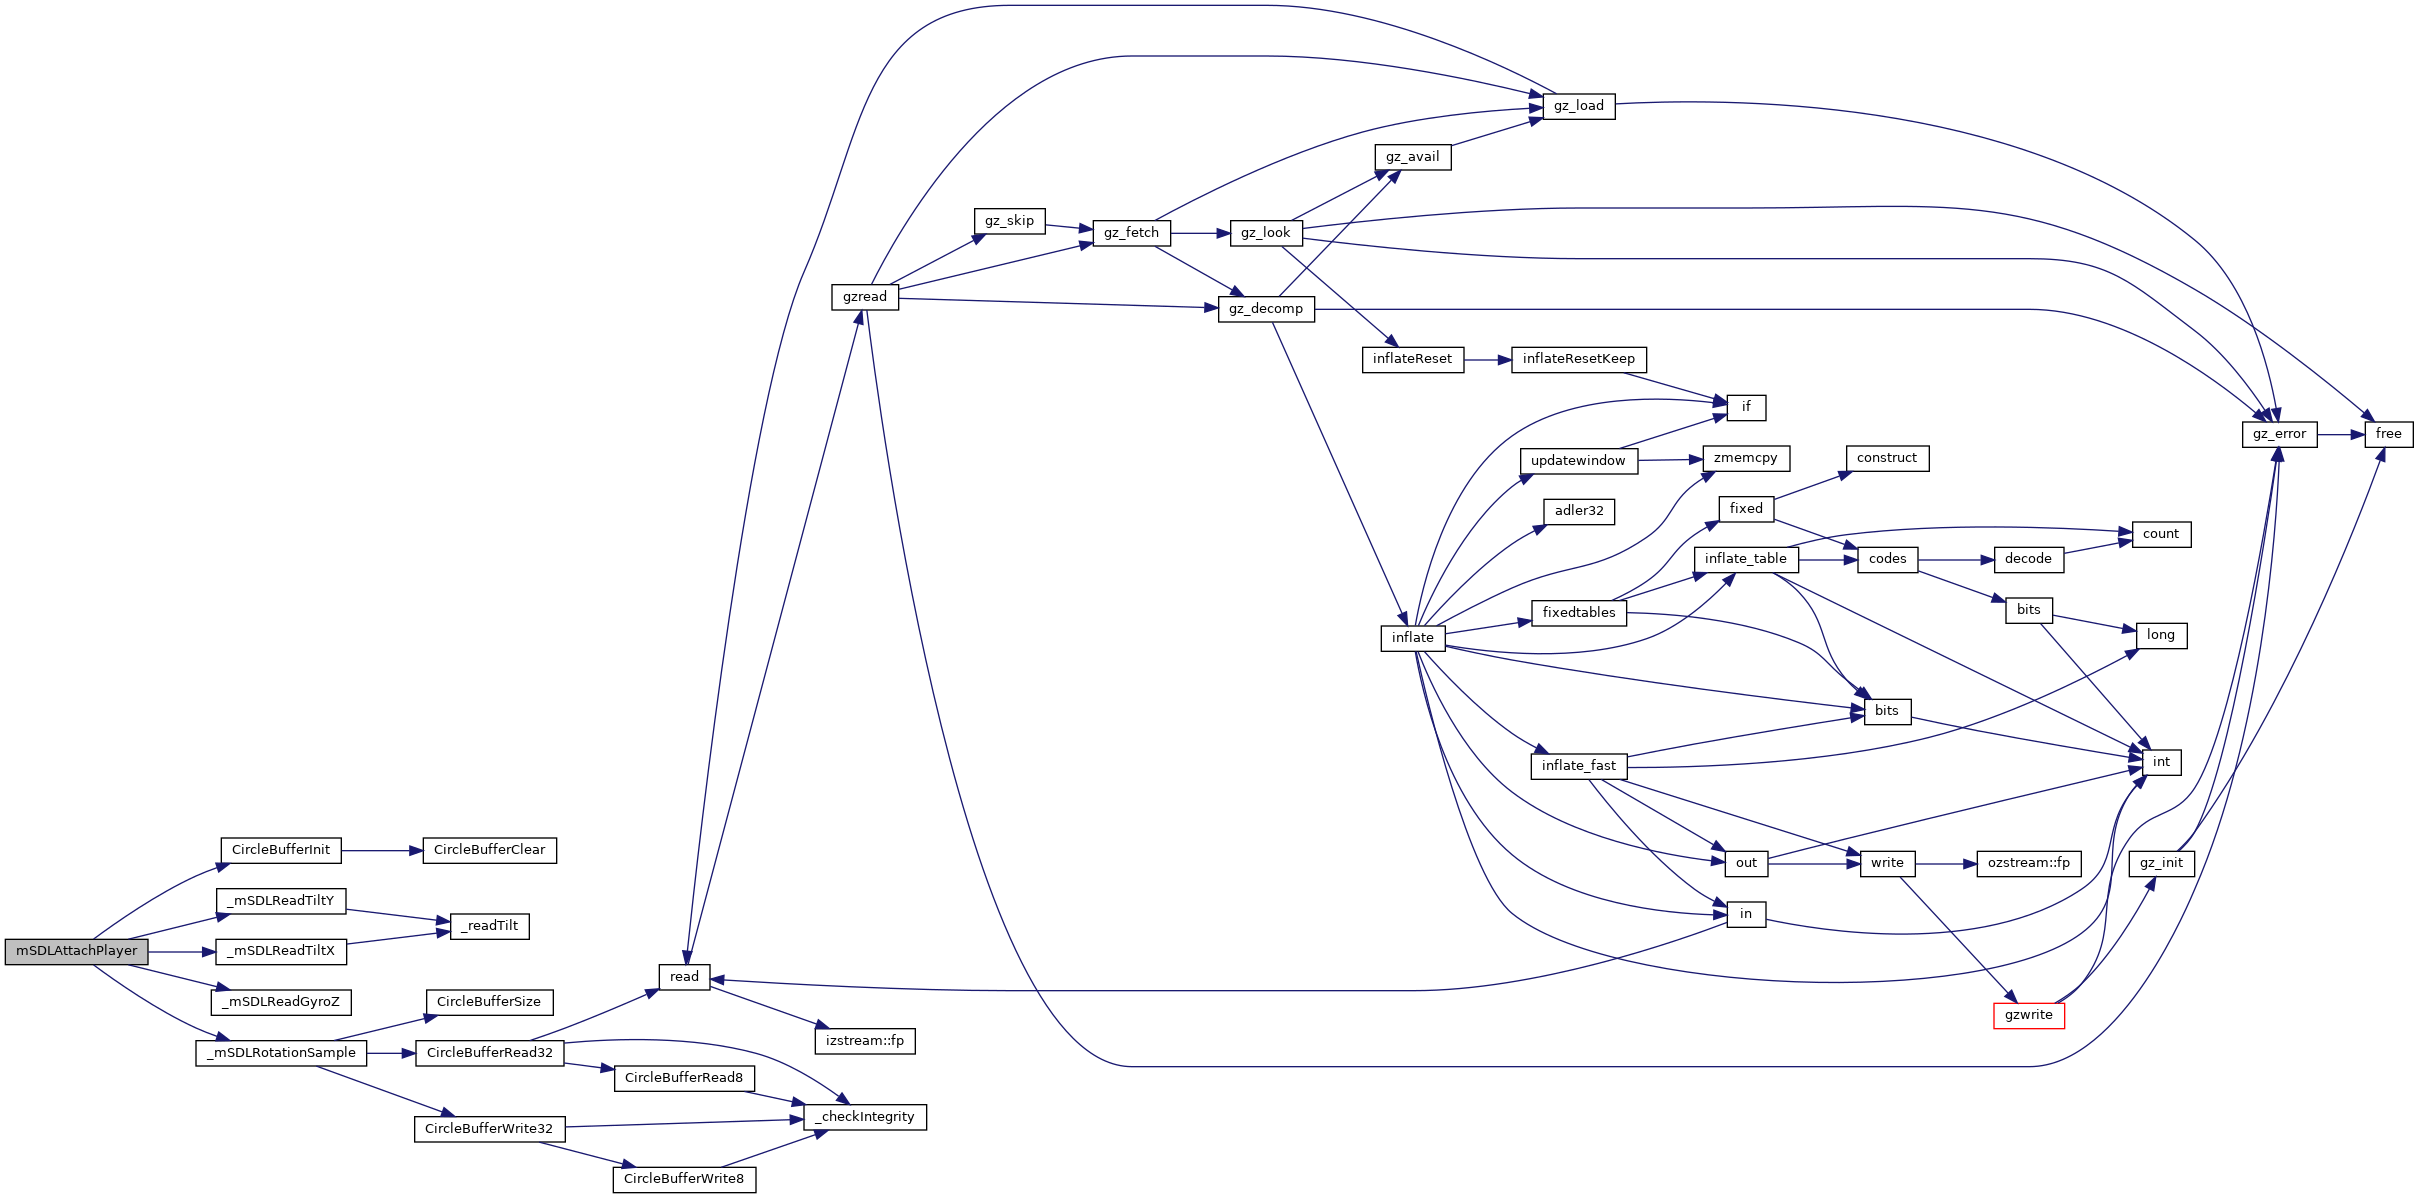 mSDLAttachPlayer
CircleBufferInit
CircleBufferClear
_mSDLReadTiltY
_mSDLReadTiltX
_readTilt
_mSDLReadGyroZ
_mSDLRotationSample
CircleBufferSize
CircleBufferRead32
CircleBufferWrite32
CircleBufferRead8
CircleBufferWrite8
_checkIntegrity
read
izstream::fp
gzread
gz_skip
gz_fetch
gz_look
gz_decomp
gz_avail
gz_load
inflateReset
inflateResetKeep
if
updatewindow
zmemcpy
adler32
fixed
construct
inflate_table
codes
decode
count
fixedtables
inflate
bits
long
bits
inflate_fast
int
out
write
ozstream::fp
in
gzwrite
gz_init
gz_error
free